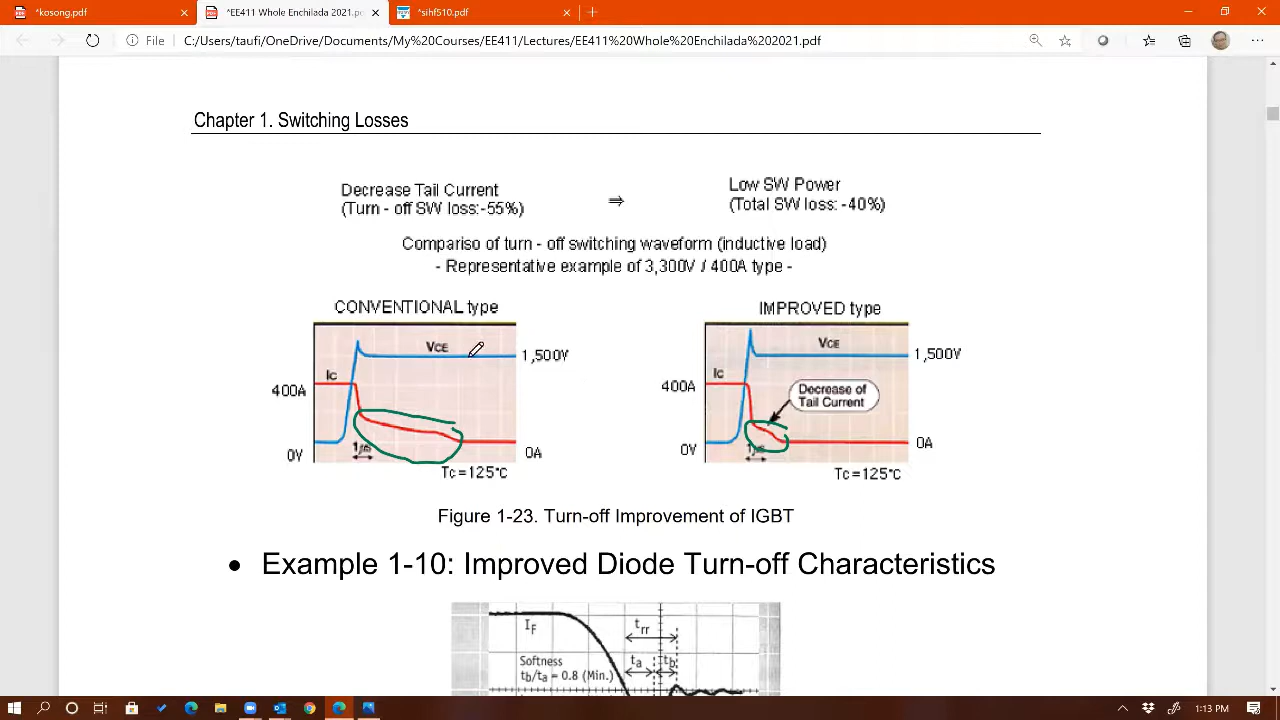 *kosong.pdf
*EE411 Whole Enchilada 2021.pdf
*sihf510.pdf
File
C:/Users/taufi/OneDrive/Documents/My%20Courses/EE411/Lectures/EE411%20Whole%20Enchilada%202021.pdf
Chapter 1. Switching Losses
Decrease Tail Current
(Turn - off SW loss:-55%)
⇒
Low SW Power
(Total SW loss: -40%)
Compariso of turn - off switching waveform (inductive load)
- Representative example of 3,300V / 400A type -
CONVENTIONAL type
IMPROVED type
VCE
1,500V
Ic
400A
0V
1μs
0A
Tc=125°C
VCE
1,500V
Ic
400A
Decrease of
Tail Current
0V
1μs
0A
Tc=125°C
Figure 1-23. Turn-off Improvement of IGBT
• Example 1-10: Improved Diode Turn-off Characteristics
IF
trr
ta
tb
Softness
tb/ta = 0.8 (Min.)
1:13 PM